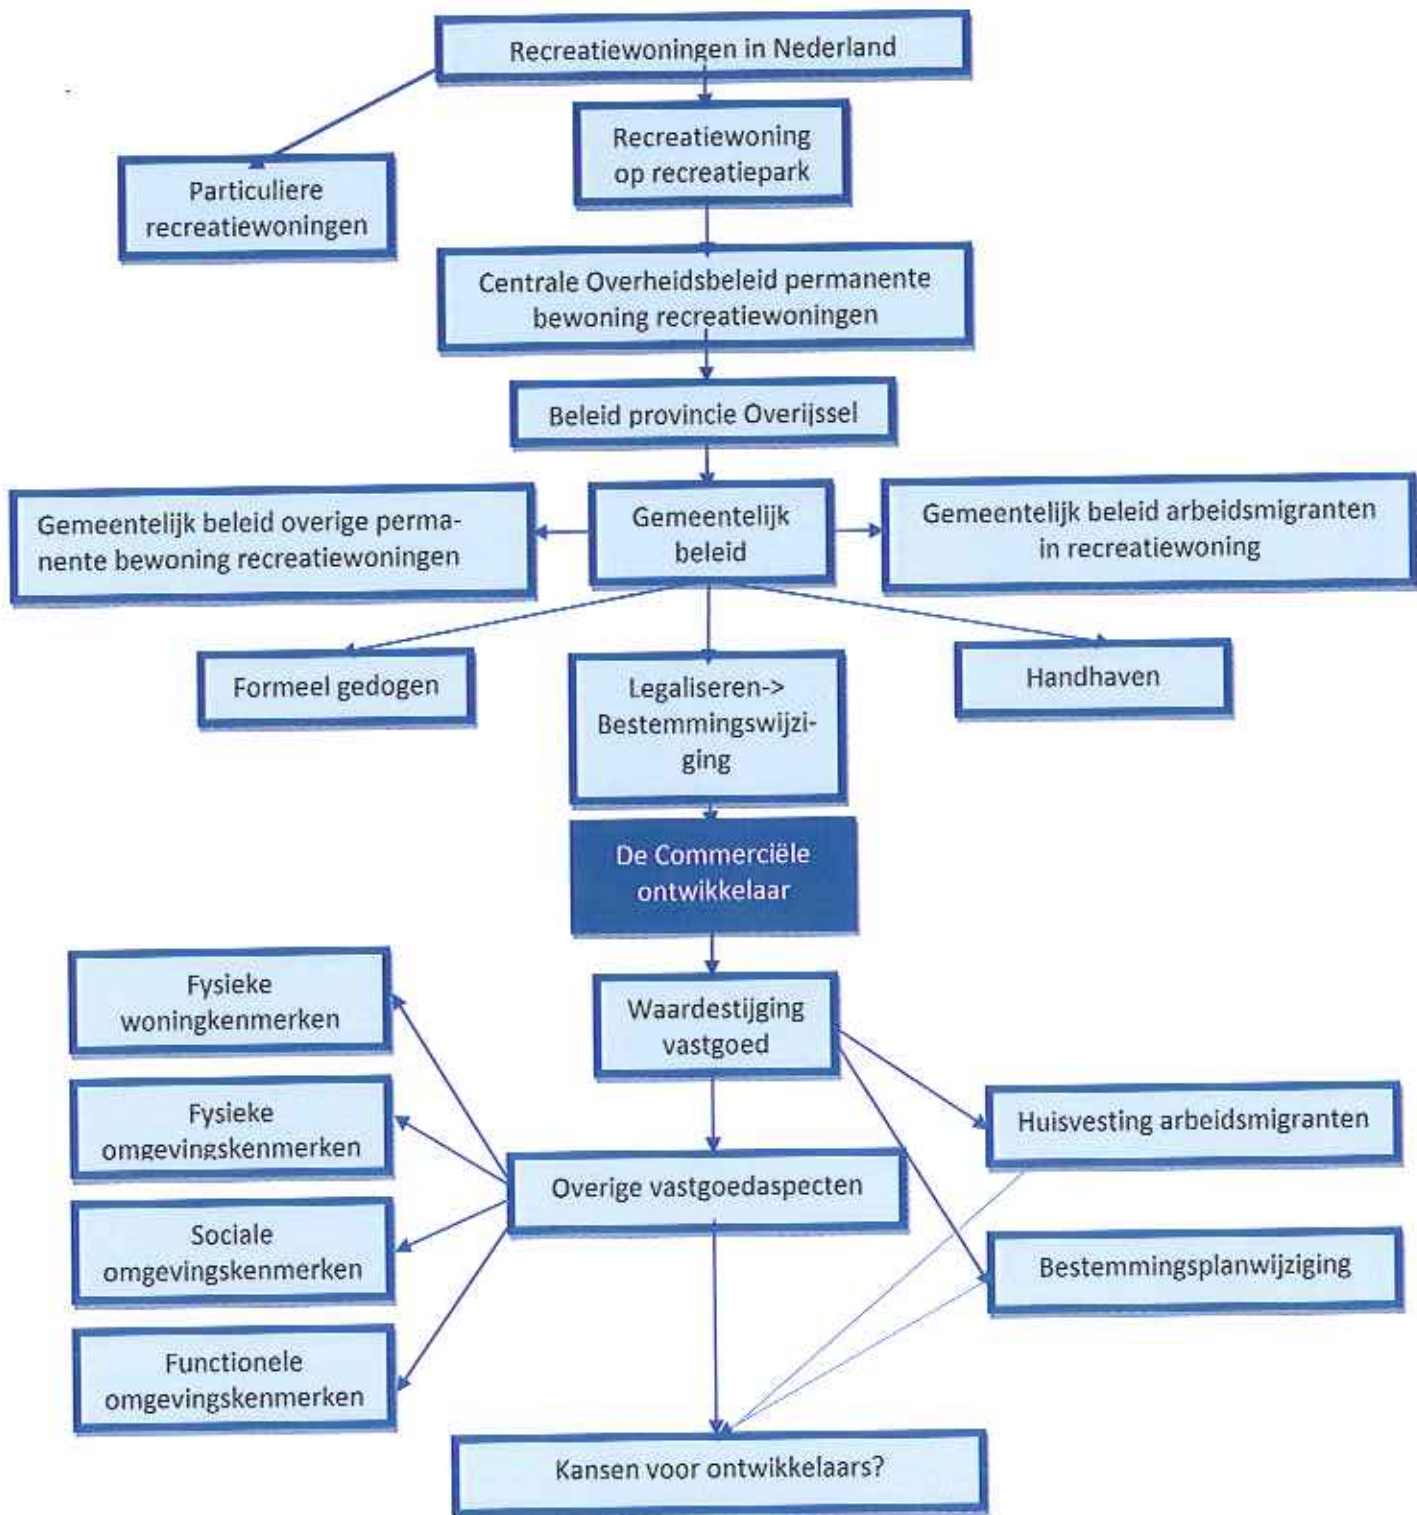 Recreatiewoningen in Nederland
Recreatiewoning
op recreatiepark
Particuliere
recreatiewoningen
Centrale Overheidsbeleid permanente
bewoning recreatiewoningen
Beleid provincie Overijssel
Gemeentelijk beleid overige perma-
nente bewoning recreatiewoningen
Gemeentelijk
beleid
Gemeentelijk beleid arbeidsmigranten
in recreatiewoning
Formeel gedogen
Legaliseren->
Bestemmingswijzi-
ging
Handhaven
De Commerciële
ontwikkelaar
Fysieke
woningkenmerken
Waardestijging
vastgoed
Fysieke
omgevingskenmerken
Huisvesting arbeidsmigranten
Overige vastgoedaspecten
Sociale
omgevingskenmerken
Bestemmingsplanwijziging
Functionele
omgevingskenmerken
Kansen voor ontwikkelaars?